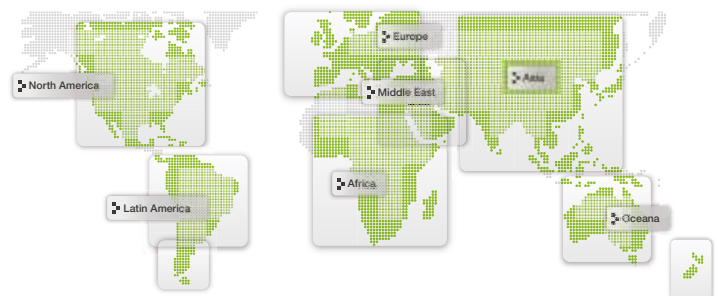 Europe
Asia
North America
Middle East
Africa
Latin America
Oceana